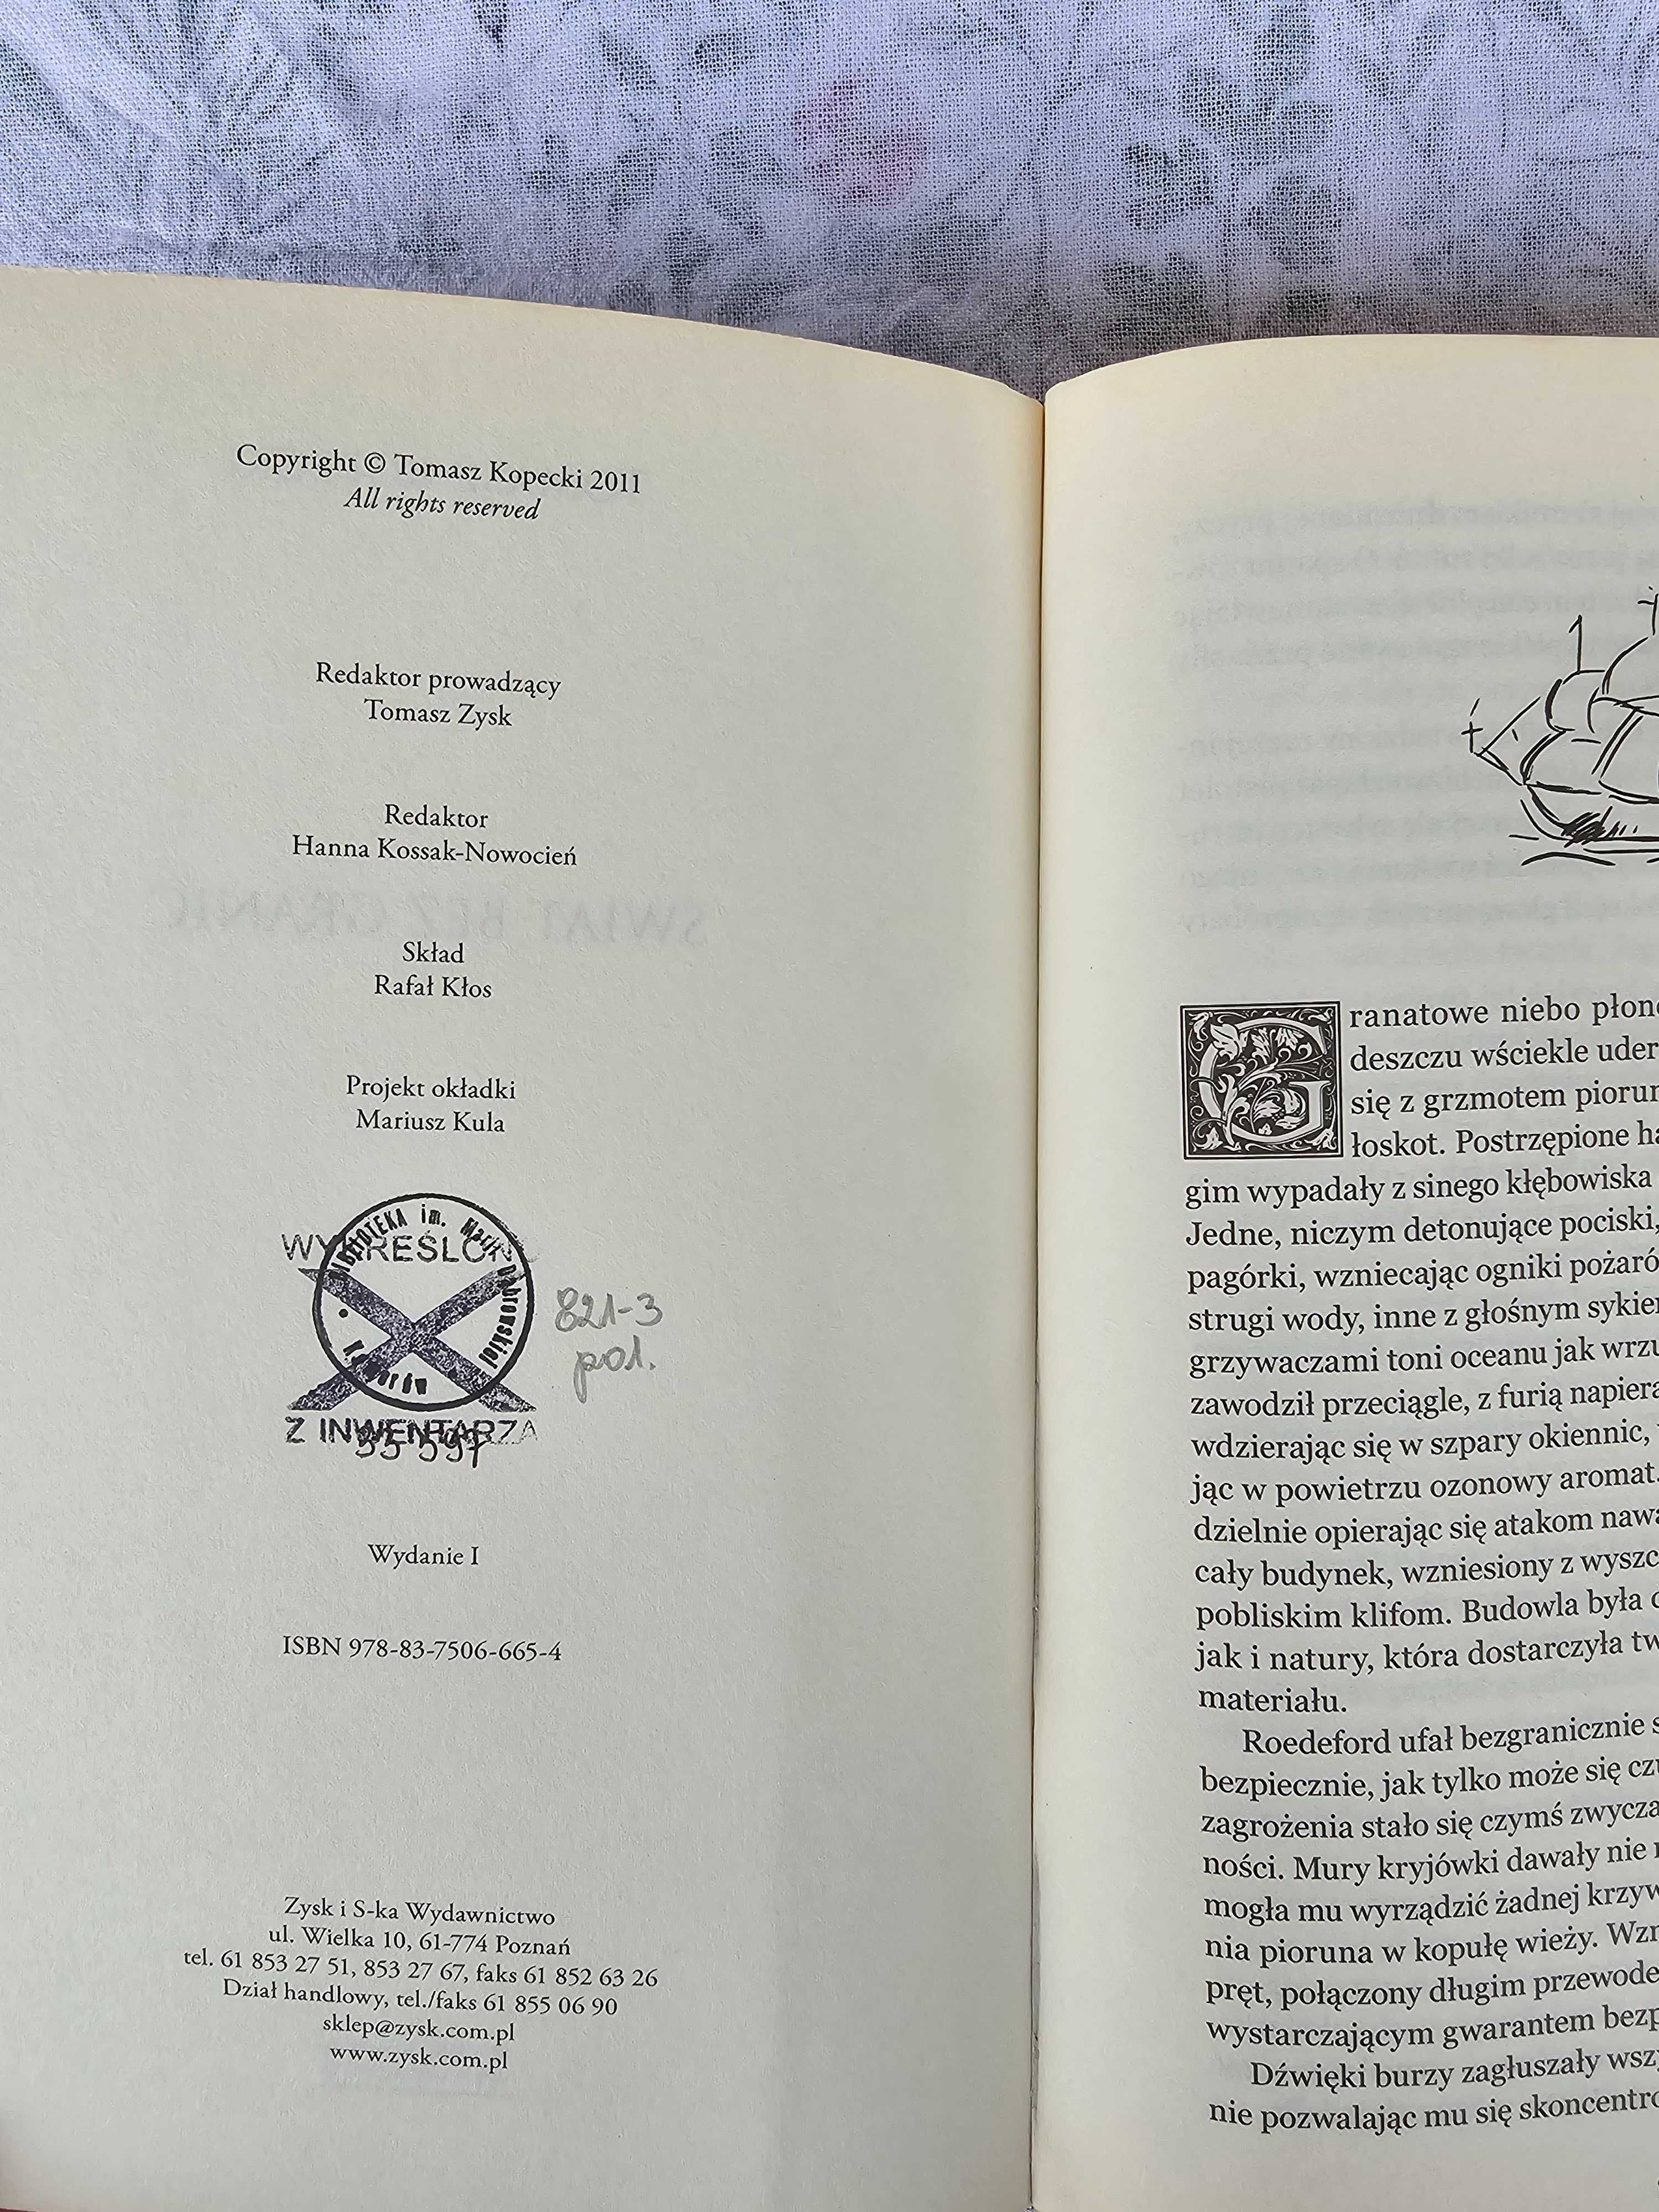 Copyright © Tomasz Kopecki 2011
All rights reserved
Redaktor prowadzący
Tomasz Zysk
Redaktor
Hanna Kossak-Nowocień
Skład
Rafał Kłos
Projekt okładki
Mariusz Kula
BIBLIOTEKA im. Marii Dąbrowskiej
WYKREŚLONO
Z INWENTARZA
821-3
pol.
Wydanie I
ISBN 978-83-7506-665-4
Zysk i S-ka Wydawnictwo
ul. Wielka 10, 61-774 Poznań
tel. 61 853 27 51, 853 27 67, faks 61 852 63 26
Dział handlowy, tel./faks 61 855 06 90
sklep@zysk.com.pl
www.zysk.com.pl
Granatowe niebo płon
deszczu wściekle uder
się z grzmotem piorun
łoskot. Postrzępione ha
gim wypadały z sinego kłębowiska
Jedne, niczym detonujące pociski,
pagórki, wzniecając ogniki pożaró
strugi wody, inne z głośnym sykie
grzywaczami toni oceanu jak wrzu
zawodził przeciągle, z furią napiera
wdzierając się w szpary okiennic,
jąc w powietrzu ozonowy aromat.
dzielnie opierając się atakom nawa
cały budynek, wzniesiony z wyszc
pobliskim klifom. Budowla była
jak i natury, która dostarczyła tw
materiału.
Roedeford ufał bezgranicznie s
bezpiecznie, jak tylko może się czu
zagrożenia stało się czymś zwycza
ności. Mury kryjówki dawały nie
mogła mu wyrządzić żadnej krzyw
nia pioruna w kopułę wieży. Wzn
pręt, połączony długim przewode
wystarczającym gwarantem bezp
Dźwięki burzy zagłuszały wszy
nie pozwalając mu się skoncentro